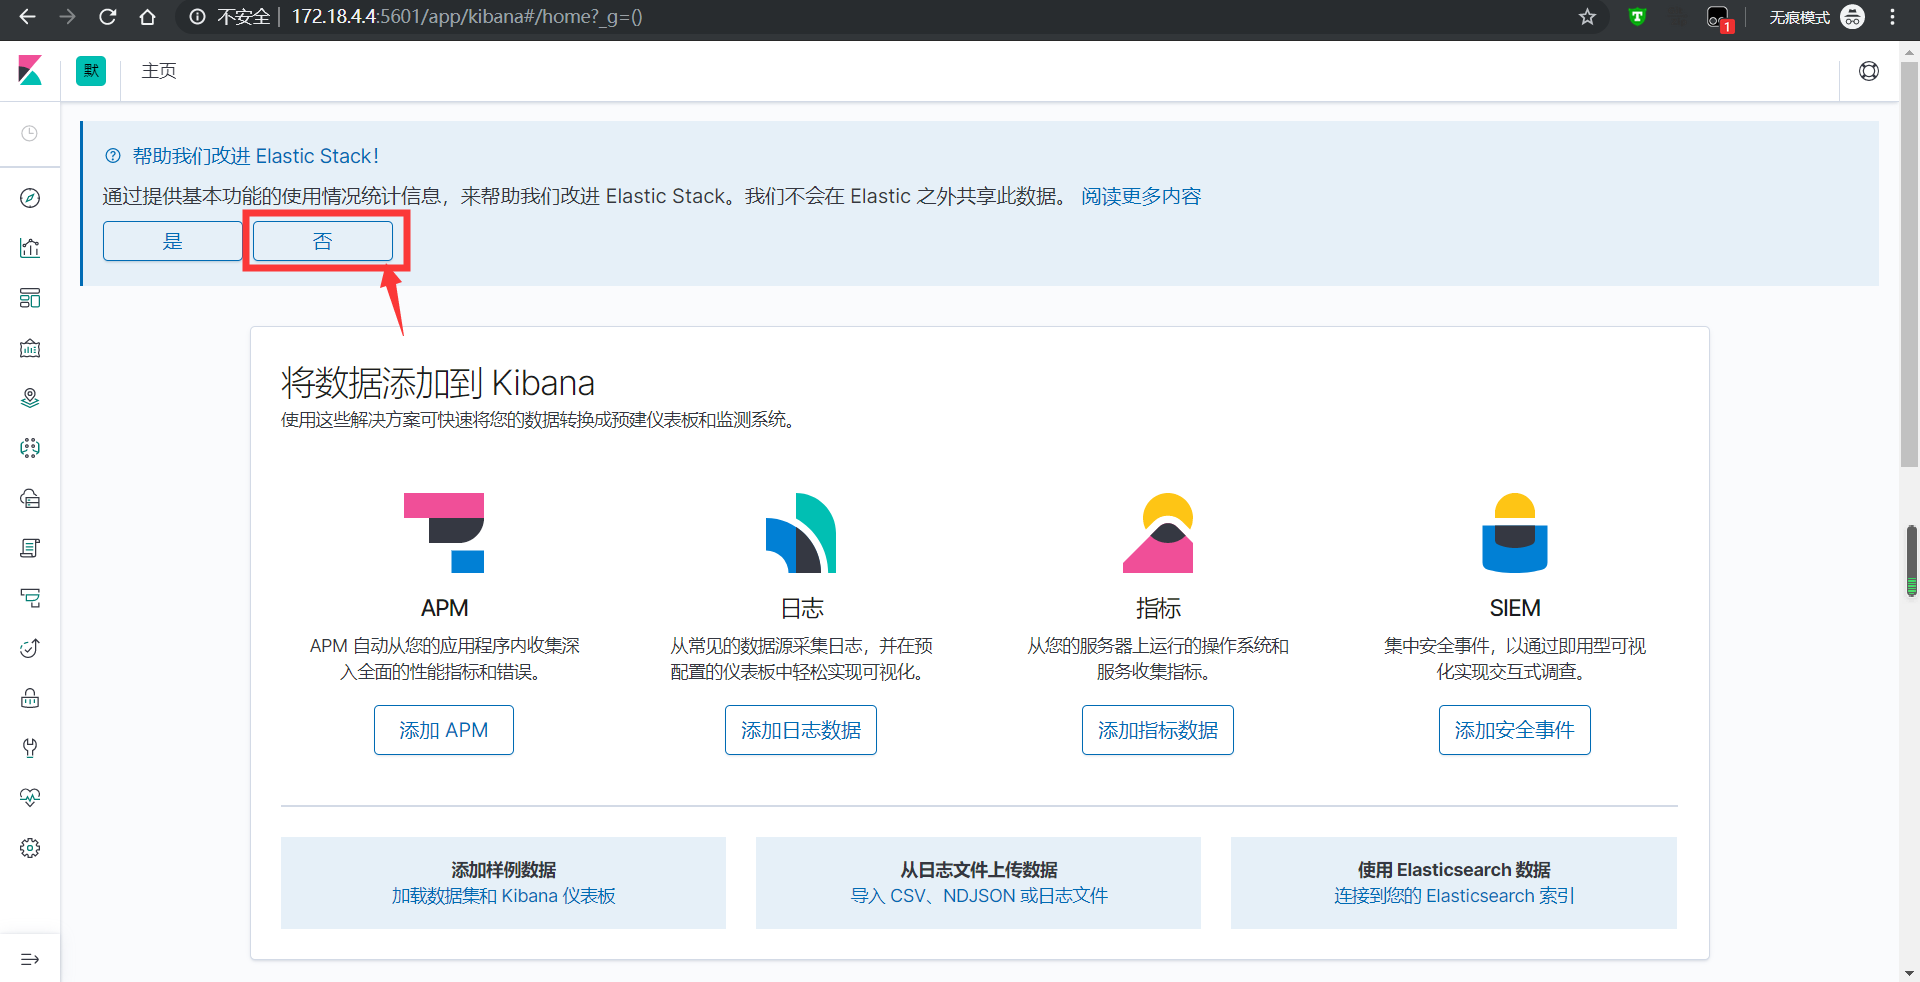 不安全 | 172.18.4.4:5601/app/kibana#/home?_g=()
1
无痕模式
默
主页
帮助我们改进 Elastic Stack！
通过提供基本功能的使用情况统计信息，来帮助我们改进 Elastic Stack。我们不会在 Elastic 之外共享此数据。 阅读更多内容
是
否
将数据添加到 Kibana
使用这些解决方案可快速将您的数据转换成预建仪表板和监测系统。
APM
APM 自动从您的应用程序内收集深
入全面的性能指标和错误。
添加 APM
日志
从常见的数据源采集日志，并在预
配置的仪表板中轻松实现可视化。
添加日志数据
指标
从您的服务器上运行的操作系统和
服务收集指标。
添加指标数据
SIEM
集中安全事件，以通过即用型可视
化实现交互式调查。
添加安全事件
添加样例数据
加载数据集和 Kibana 仪表板
从日志文件上传数据
导入 CSV、NDJSON 或日志文件
使用 Elasticsearch 数据
连接到您的 Elasticsearch 索引